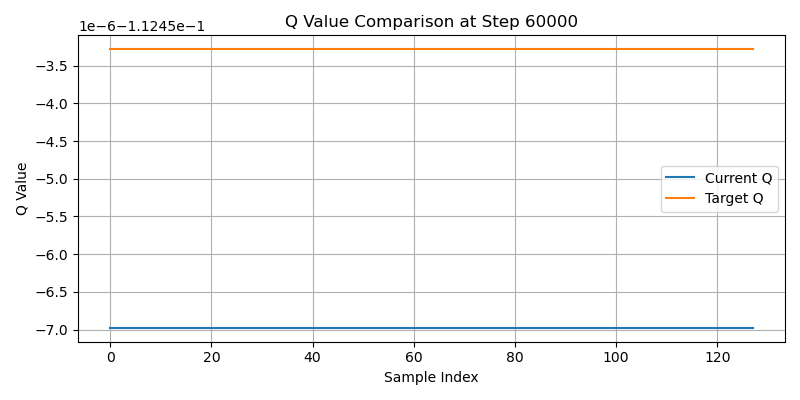 Q Value Comparison at Step 60000
1e−6−1.1245e−1
−3.5
−4.0
−4.5
−5.0
−5.5
−6.0
−6.5
−7.0
Q Value
Current Q
Target Q
0 20 40 60 80 100 120
Sample Index